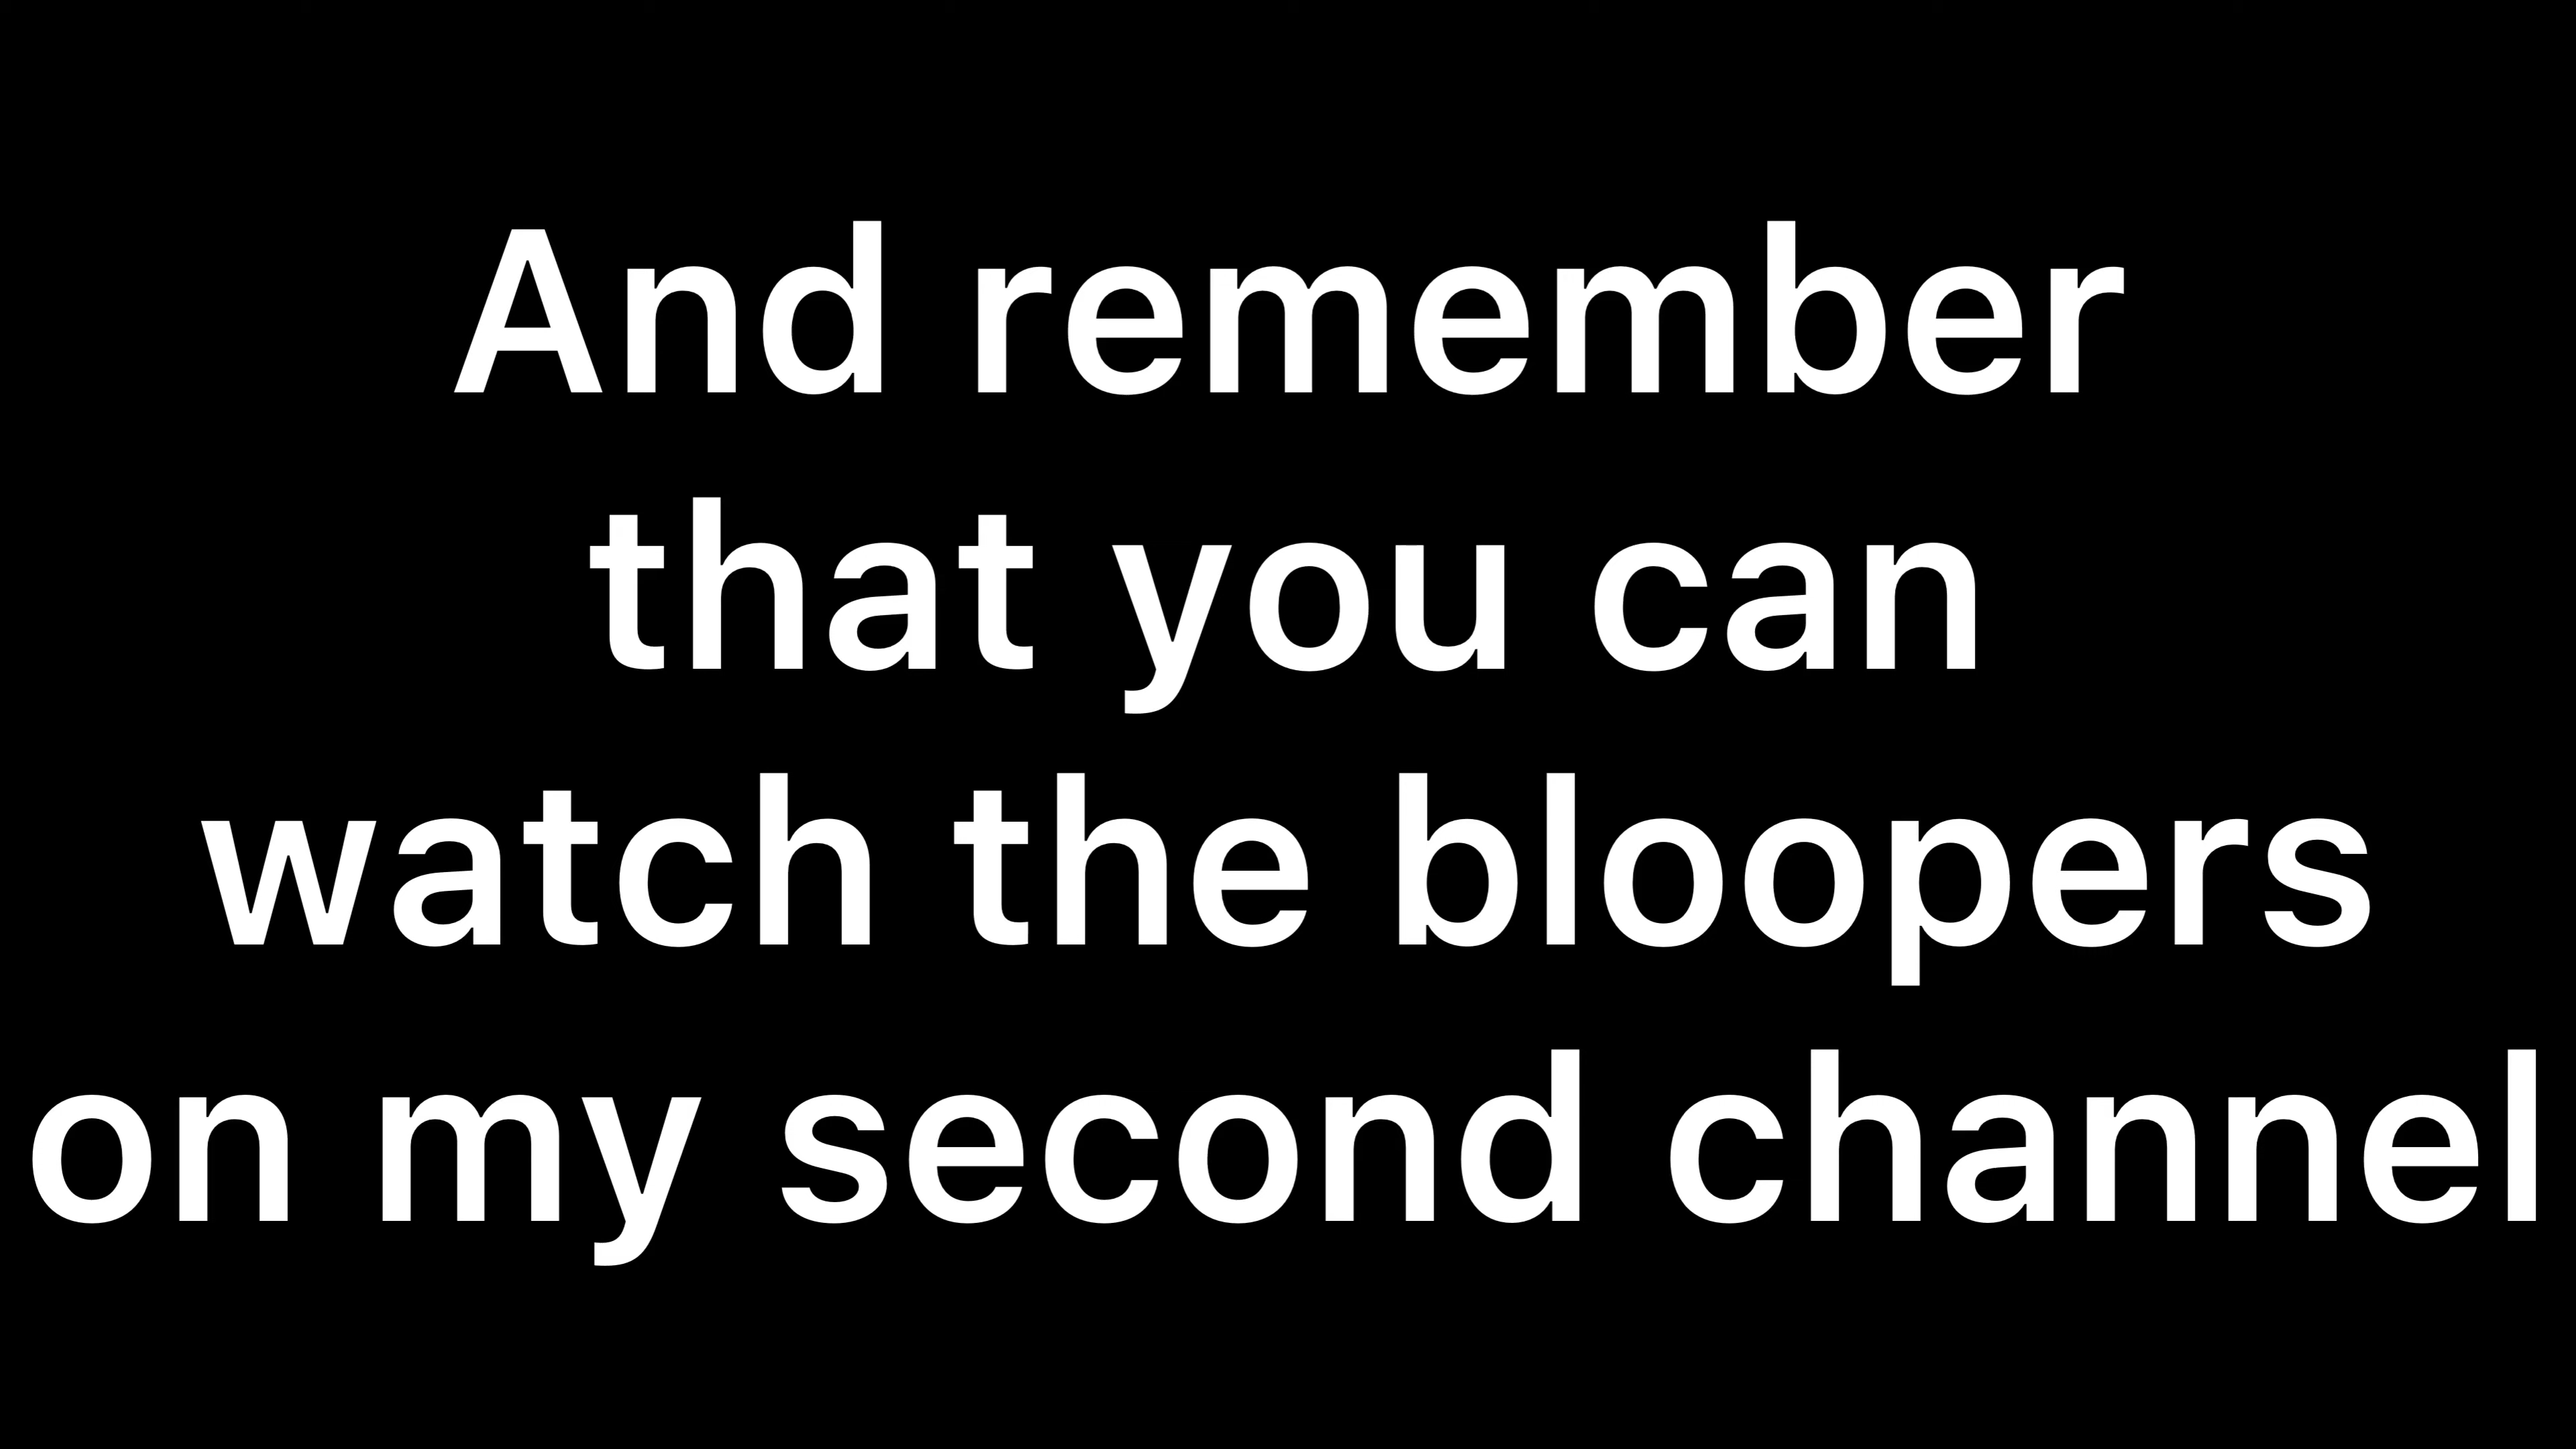 And remember
that you can
watch the bloopers
on my second channel